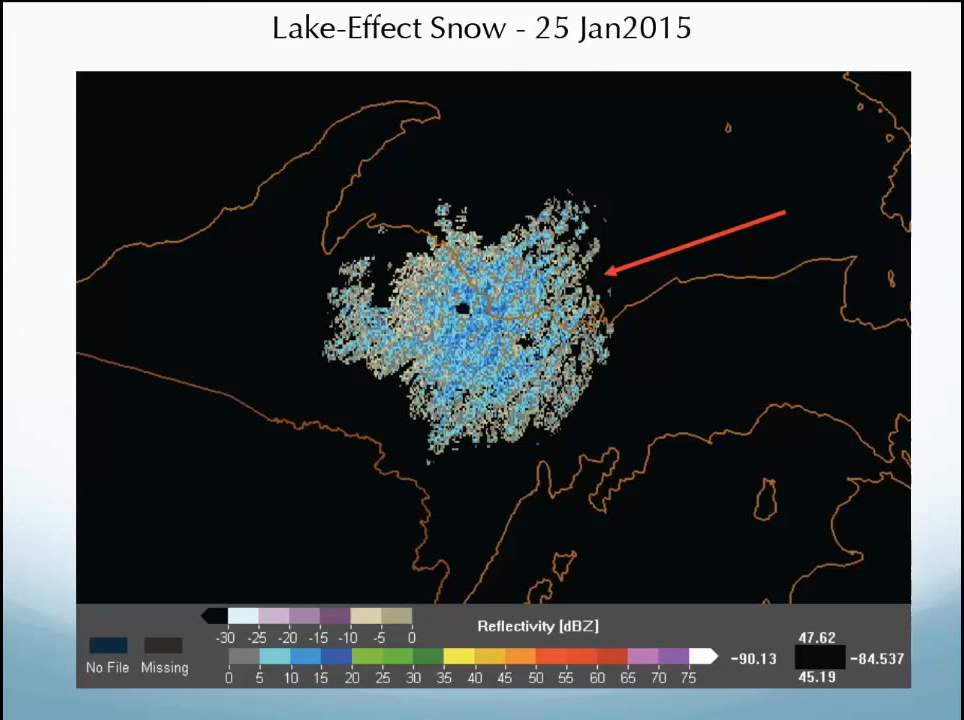 Lake-Effect Snow - 25 Jan2015
-30 -25 -20 -15 -10 -5 0
Reflectivity [dBZ]
No File Missing
0 5 10 15 20 25 30 35 40 45 50 55 60 65 70 75
47.62
-90.13 -84.537
45.19